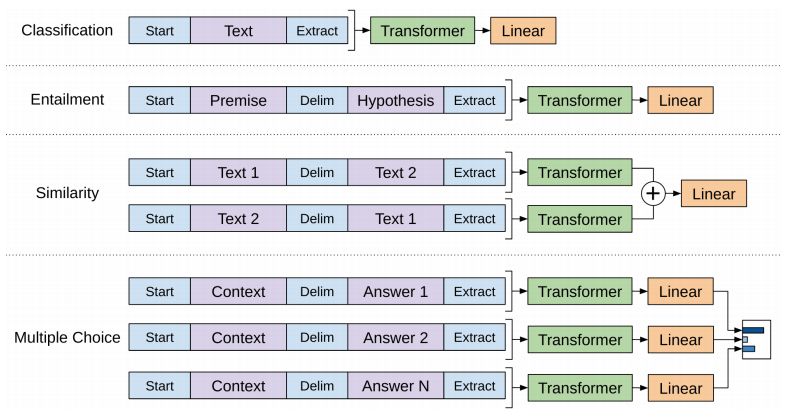 Classification Start Text Extract Transformer Linear
Entailment Start Premise Delim Hypothesis Extract Transformer Linear
Similarity
Start Text 1 Delim Text 2 Extract Transformer
+ Linear
Start Text 2 Delim Text 1 Extract Transformer
Multiple Choice
Start Context Delim Answer 1 Extract Transformer Linear
Start Context Delim Answer 2 Extract Transformer Linear
Start Context Delim Answer N Extract Transformer Linear